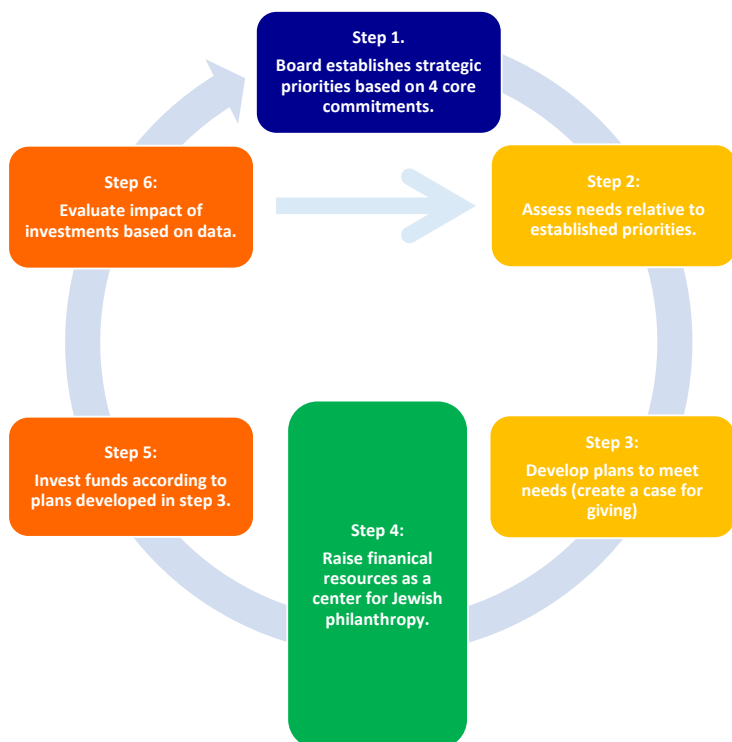 Step 1.
Board establishes strategic
priorities based on 4 core
commitments.
Step 2:
Assess needs relative to
established priorities.
Step 3:
Develop plans to meet
needs (create a case for
giving)
Step 4:
Raise finanical
resources as a
center for Jewish
philanthropy.
Step 5:
Invest funds according to
plans developed in step 3.
Step 6:
Evaluate impact of
investments based on data.